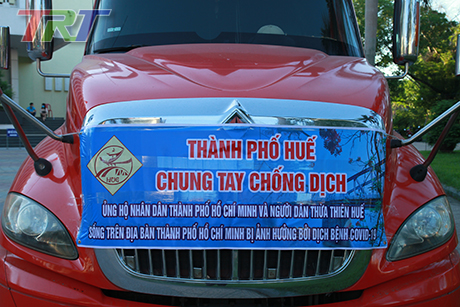 TRT
THÀNH PHỐ HUẾ
CHUNG TAY CHỐNG DỊCH
ỦNG HỘ NHÂN DÂN THÀNH PHỐ HỒ CHÍ MINH VÀ NGƯỜI DÂN THỪA THIÊN HUẾ
SỐNG TRÊN ĐỊA BÀN THÀNH PHỐ HỒ CHÍ MINH BỊ ẢNH HƯỞNG BỞI DỊCH BỆNH COVID-19